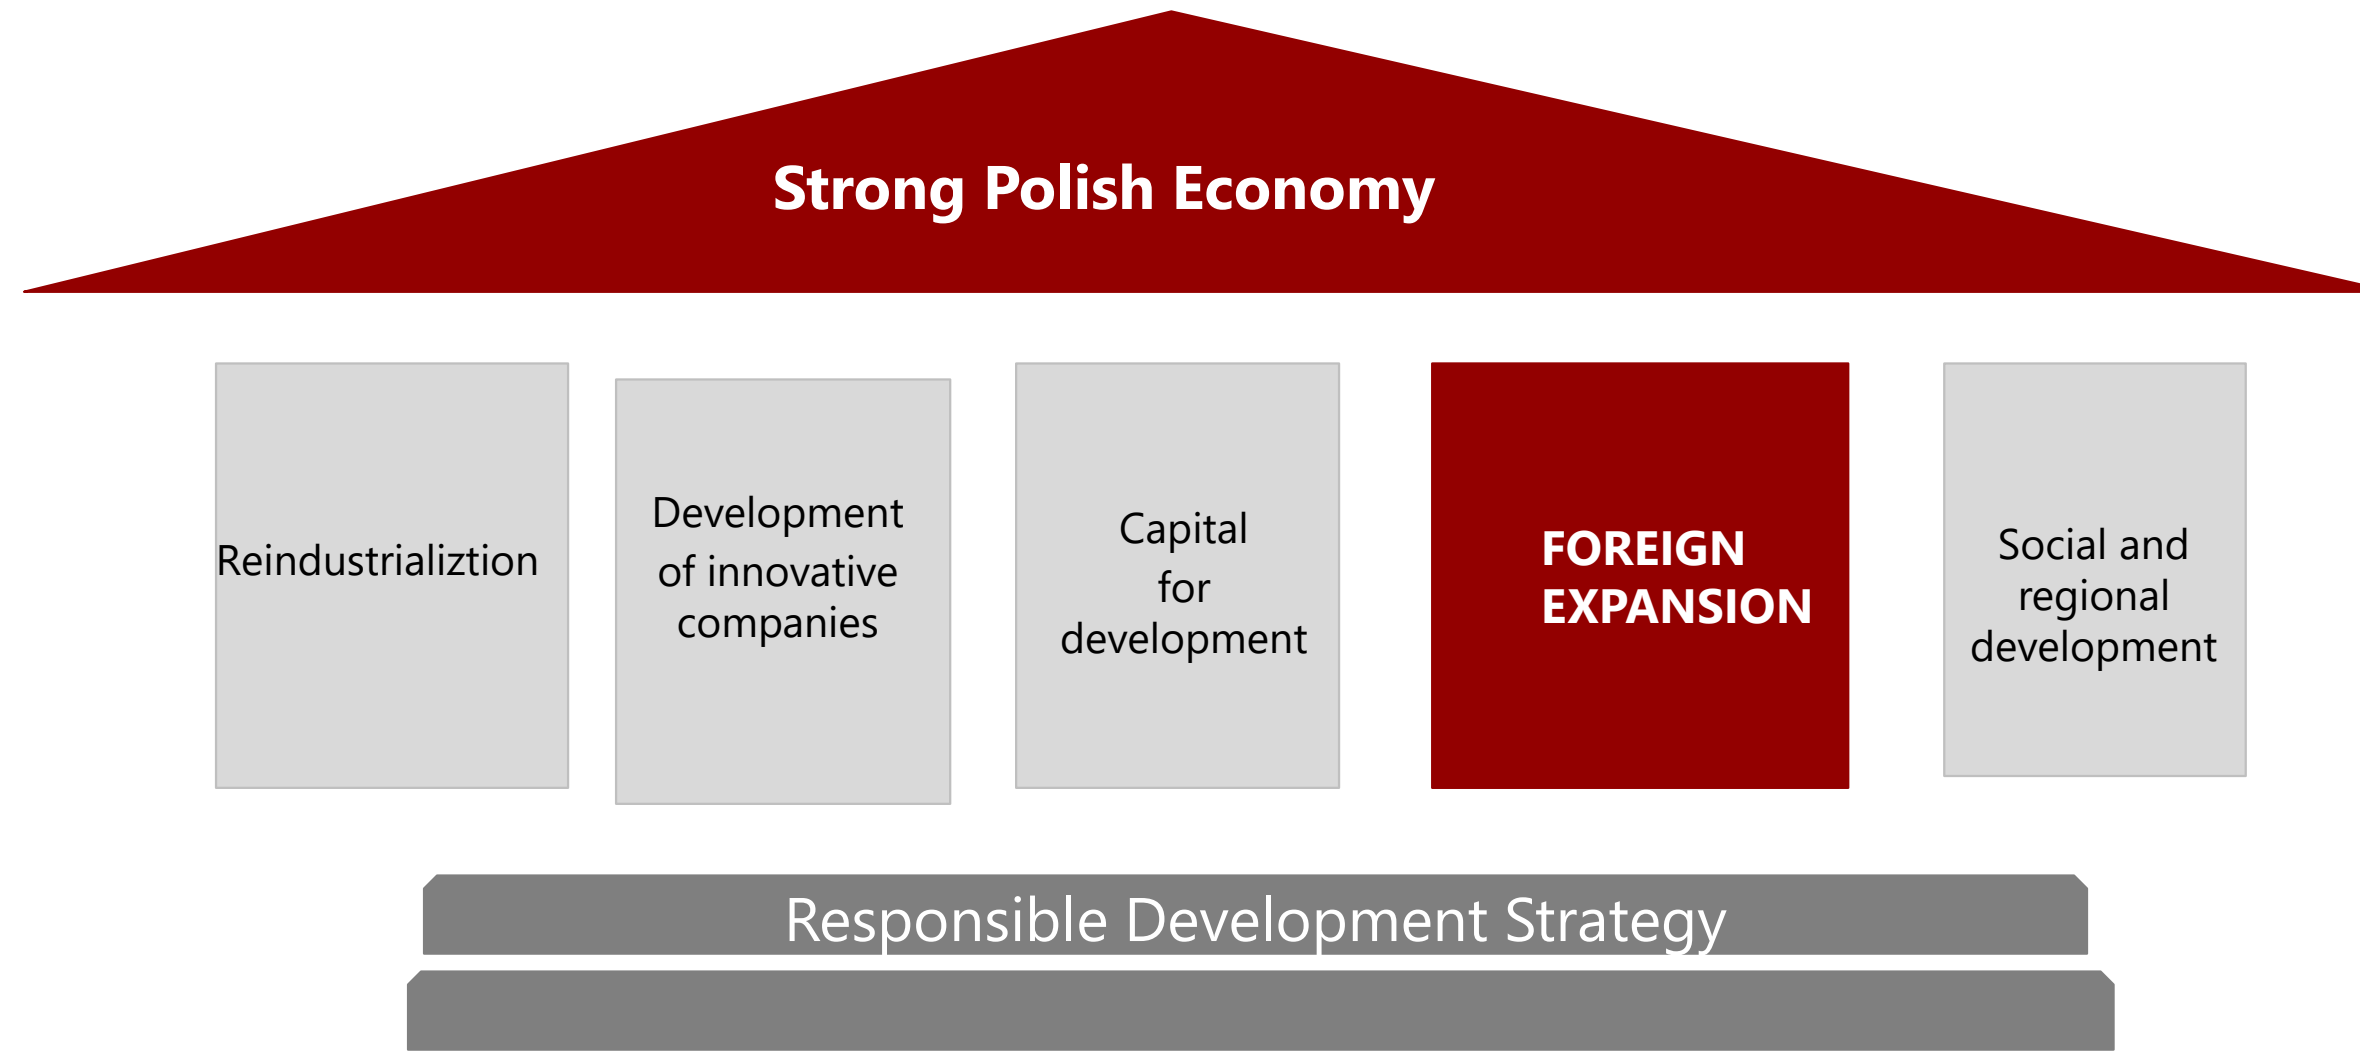 Strong Polish Economy
Reindustrializtion
Development
of innovative
companies
Capital
for
development
FOREIGN
EXPANSION
Social and
regional
development
Responsible Development Strategy